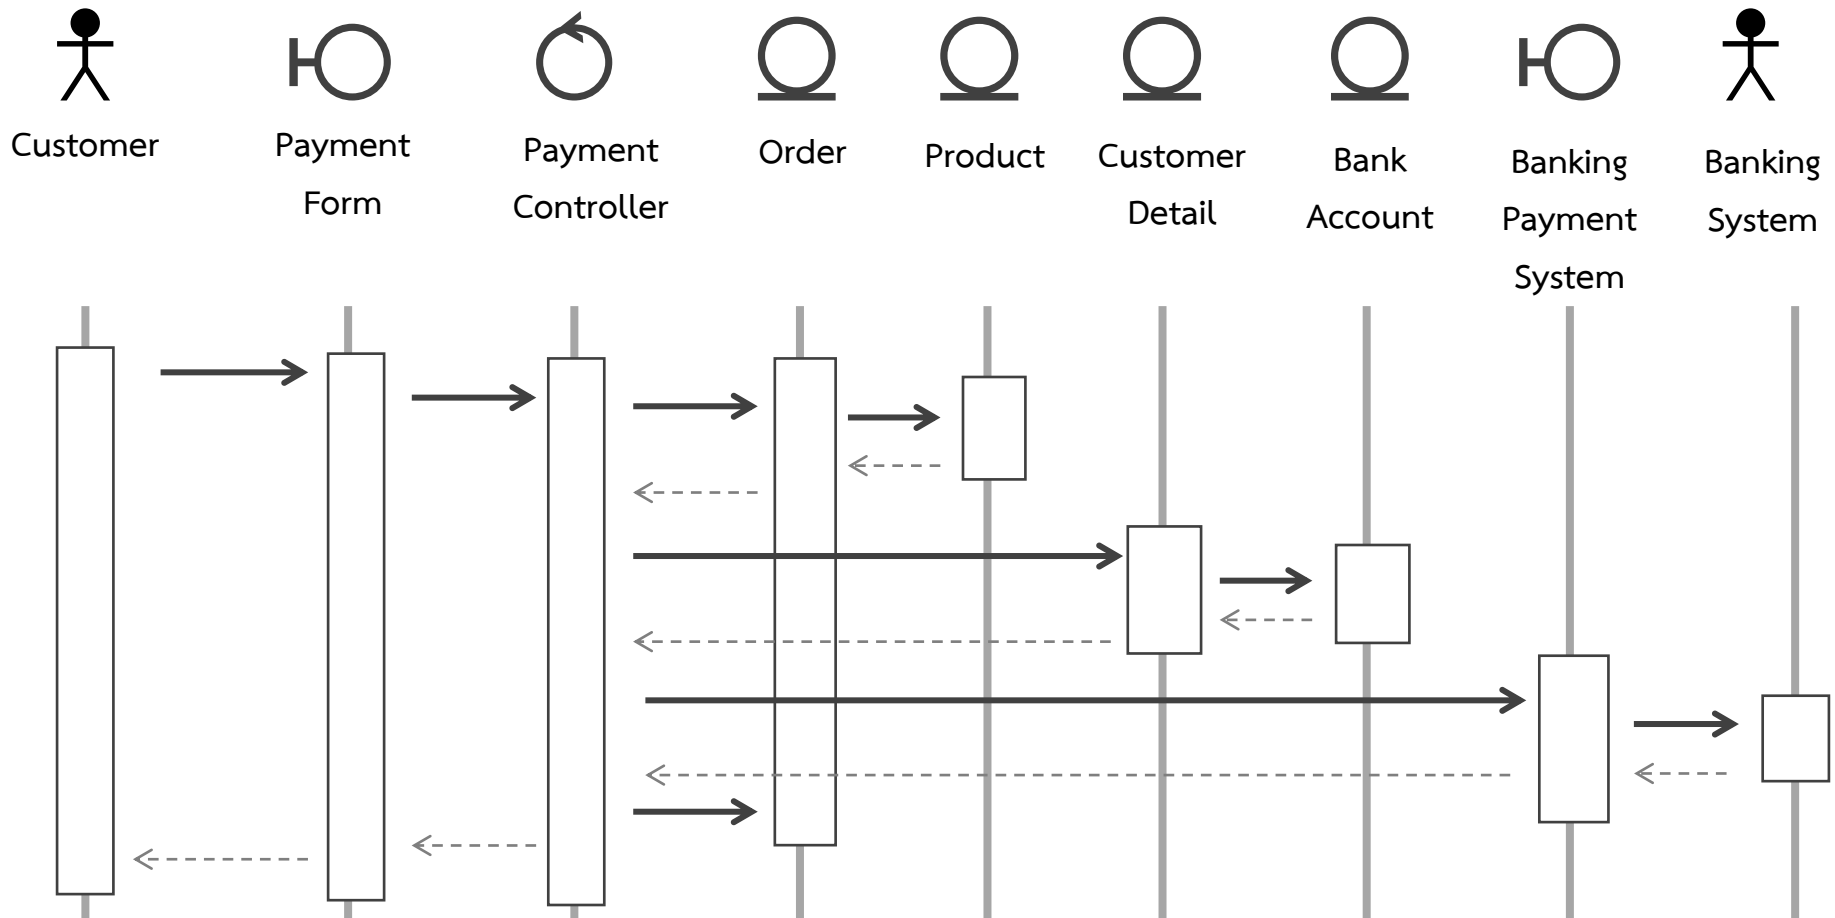 Customer
Payment
Form
Payment
Controller
Order
Product
Customer
Detail
Bank
Account
Banking
Payment
System
Banking
System